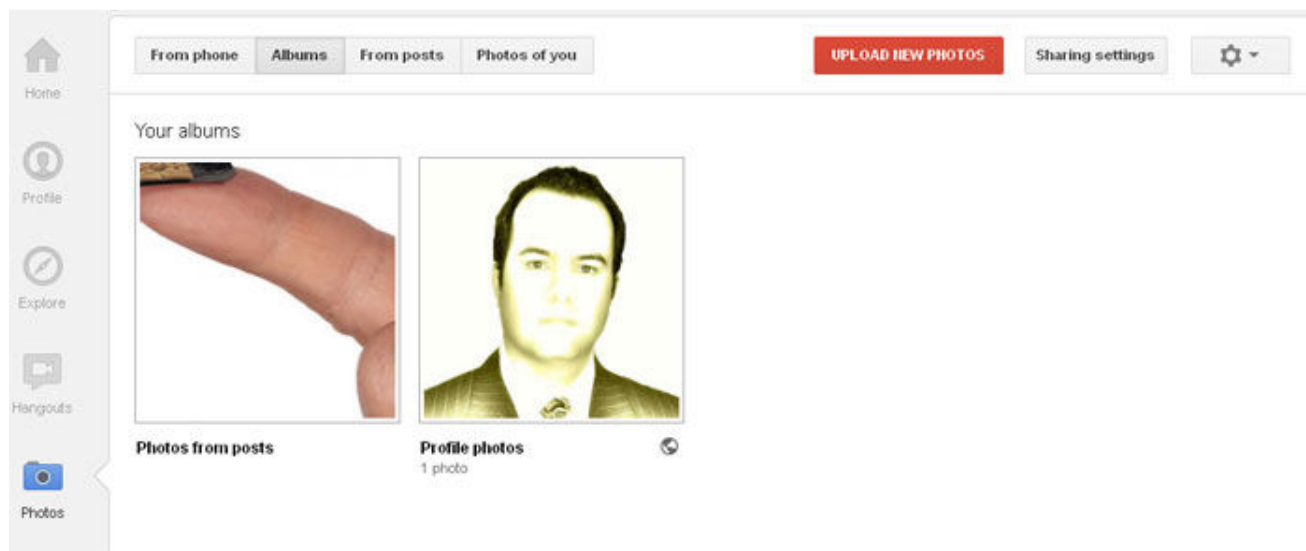 From phone Albums From posts Photos of you UPLOAD NEW PHOTOS Sharing settings
Home
Your albums
Profile
Explore
Hangouts
Photos from posts Profile photos
1 photo
Photos